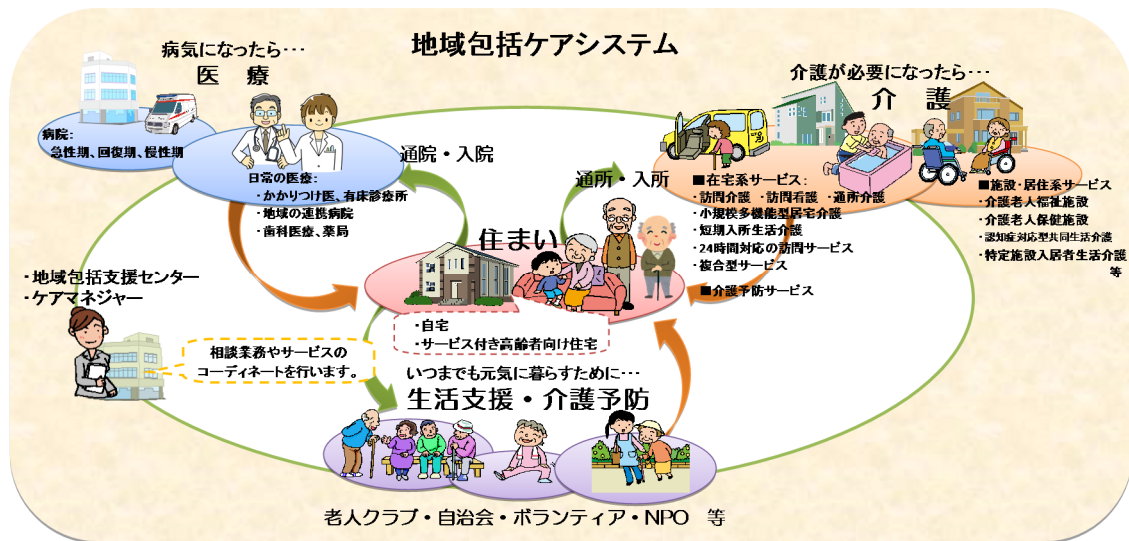 地域包括ケアシステム
病気になったら…
医 療
病院:
急性期、回復期、慢性期
日常の医療:
・かかりつけ医、有床診療所
・地域の連携病院
・歯科医療、薬局
通院・入院
介護が必要になったら…
介 護
通所・入所
■在宅系サービス:
・訪問介護 ・訪問看護 ・通所介護
・小規模多機能型居宅介護
・短期入所生活介護
・24時間対応の訪問サービス
・複合型サービス
■介護予防サービス
■施設・居住系サービス
・介護老人福祉施設
・介護老人保健施設
・認知症対応型共同生活介護
・特定施設入居者生活介護
等
住まい
・自宅
・サービス付き高齢者向け住宅
・地域包括支援センター
・ケアマネジャー
相談業務やサービスの
コーディネートを行います。
いつまでも元気に暮らすために…
生活支援・介護予防
老人クラブ・自治会・ボランティア・NPO 等